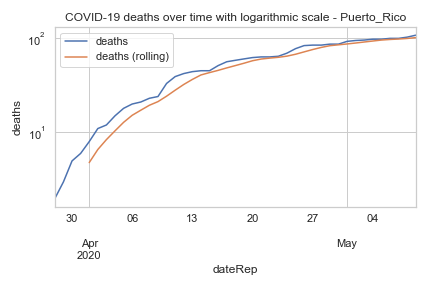 COVID-19 deaths over time with logarithmic scale - Puerto_Rico
deaths
deaths (rolling)
10²
10¹
deaths
30 06 13 20 27 04
Apr May
2020
dateRep